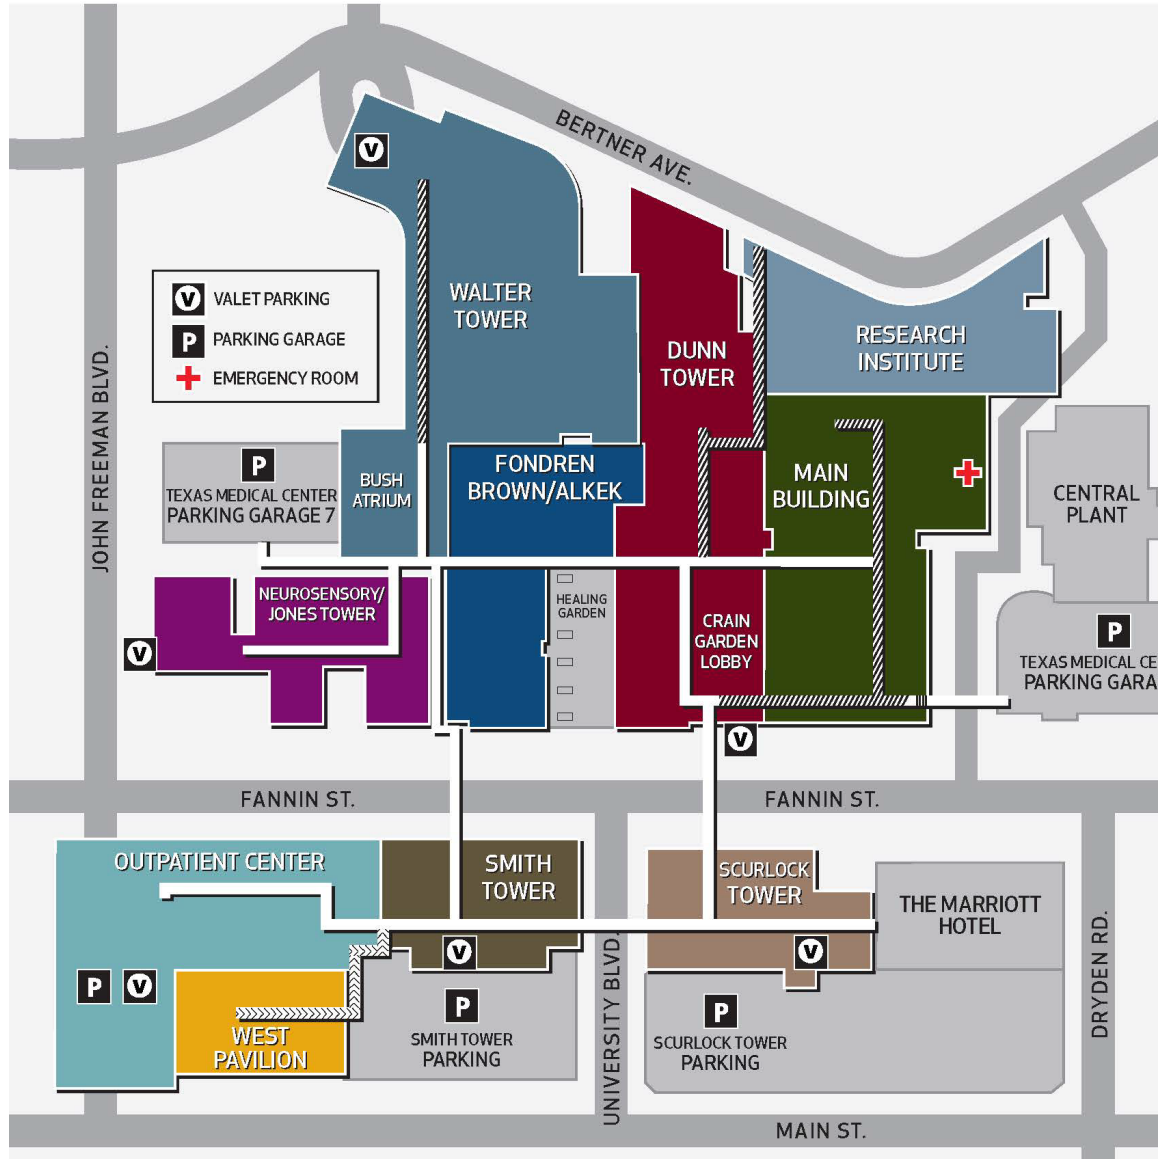 BERTNER AVE.
V
V VALET PARKING
P PARKING GARAGE
EMERGENCY ROOM
JOHN FREEMAN BLVD.
WALTER
TOWER
DUNN
TOWER
RESEARCH
INSTITUTE
P
TEXAS MEDICAL CENTER
PARKING GARAGE 7
BUSH
ATRIUM
FONDREN
BROWN/ALKEK
MAIN
BUILDING
CENTRAL
PLANT
NEUROSENSORY/
JONES TOWER
V
HEALING
GARDEN
CRAIN
GARDEN
LOBBY
V
P
TEXAS MEDICAL CE
PARKING GARA
FANNIN ST.
FANNIN ST.
OUTPATIENT CENTER
SMITH
TOWER
V
SCURLOCK
TOWER
V
THE MARRIOTT
HOTEL
P V
WEST
PAVILION
P
SMITH TOWER
PARKING
UNIVERSITY BLVD.
P
SCURLOCK TOWER
PARKING
DRYDEN RD.
MAIN ST.